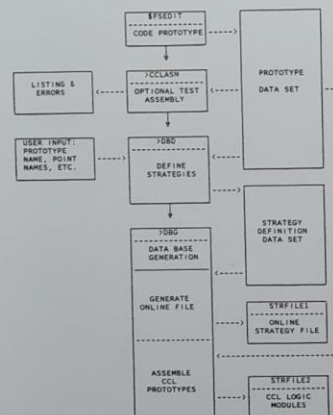 $FSEDIT
CODE PROTOTYPE
LISTING &
ERRORS
>CCLASM
OPTIONAL TEST
ASSEMBLY
PROTOTYPE
DATA SET
USER INPUT:
PROTOTYPE
NAME, POINT
NAMES, ETC.
>DBD
DEFINE
STRATEGIES
>DBG
DATA BASE
GENERATION
STRATEGY
DEFINITION
DATA SET
GENERATE
ONLINE FILE
STRFILE1
ONLINE
STRATEGY FILE
ASSEMBLE
CCL
PROTOTYPES
STRFILE2
CCL LOGIC
MODULES